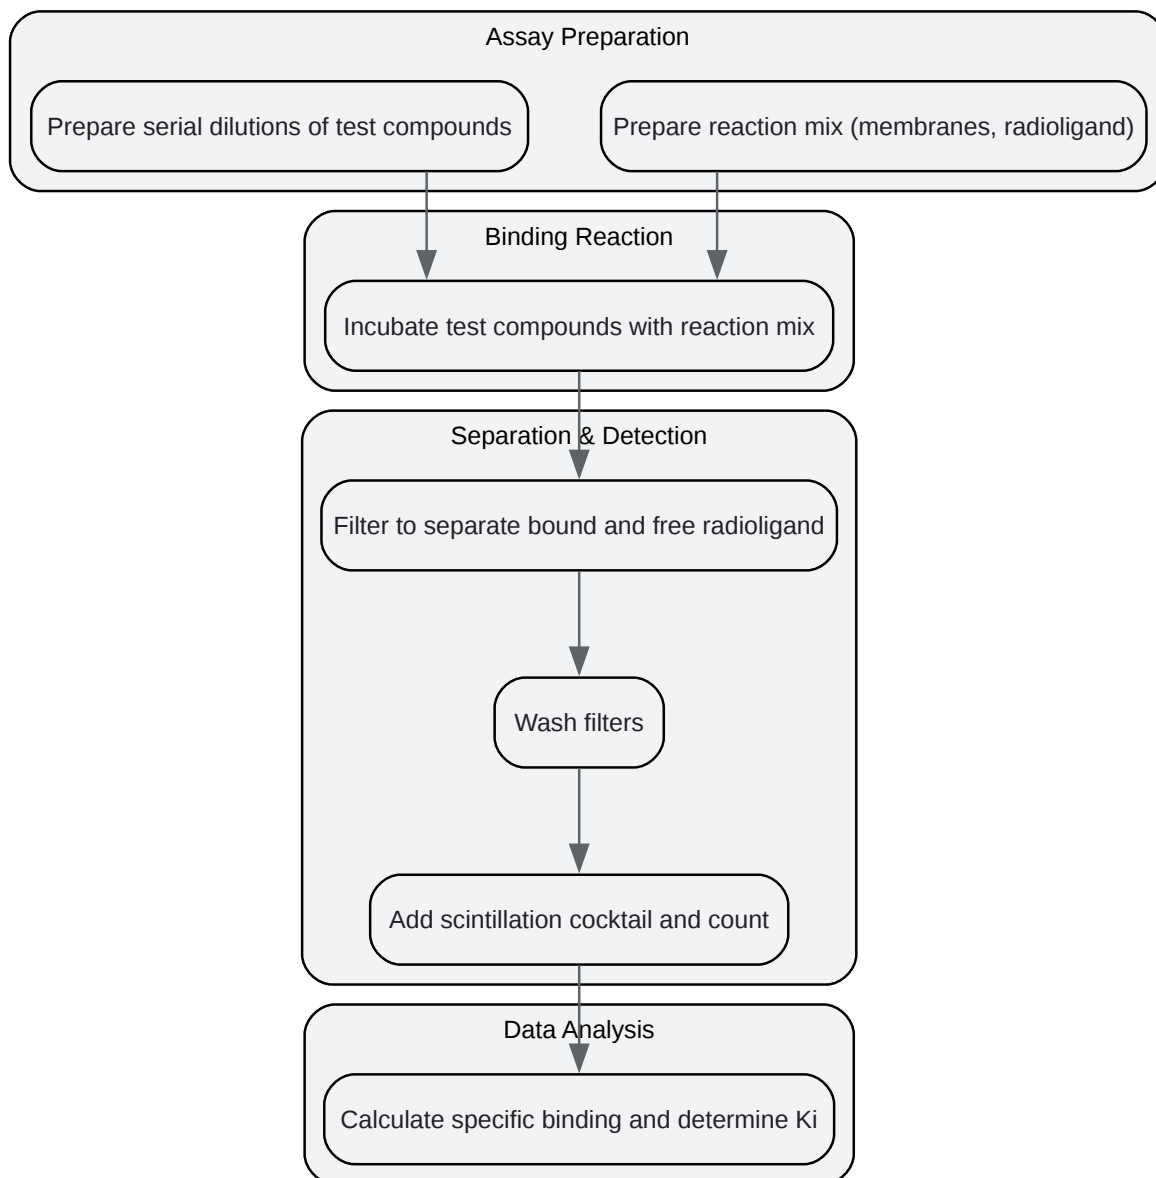 Assay Preparation
Prepare serial dilutions of test compounds
Prepare reaction mix (membranes, radioligand)
Binding Reaction
Incubate test compounds with reaction mix
Separation & Detection
Filter to separate bound and free radioligand
Wash filters
Add scintillation cocktail and count
Data Analysis
Calculate specific binding and determine Ki